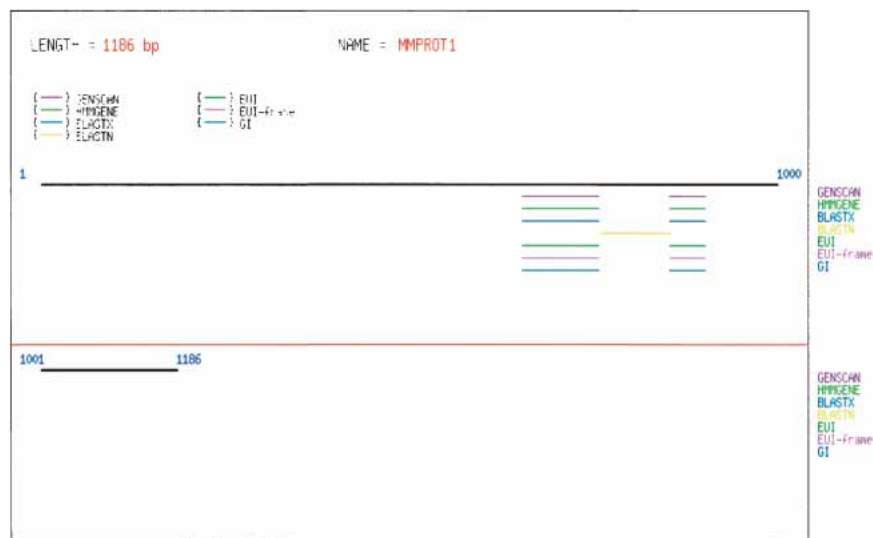 LENGTH = 1186 bp NAME = MMPROT1
GENSCAN EUI
HMMGENE EUI-frame
BLASTX GI
BLASTN
1 1000
GENSCAN
HMMGENE
BLASTX
BLASTN
EUI
EUI-frame
GI
1001 1186
GENSCAN
HMMGENE
BLASTX
BLASTN
EUI
EUI-frame
GI